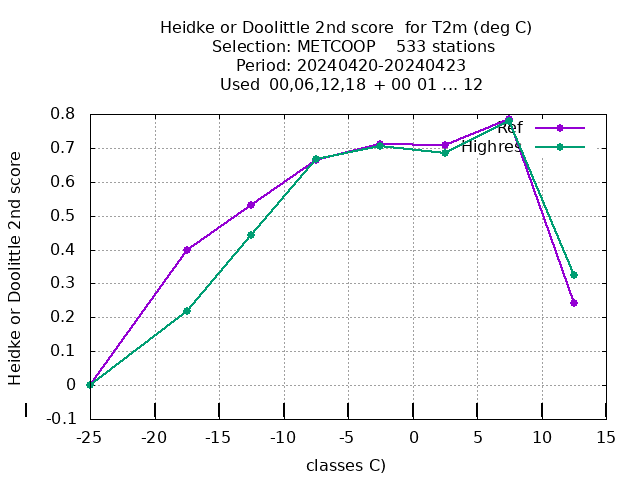 Heidke or Doolittle 2nd score  for T2m (deg C)
Selection: METCOOP    533 stations
Period: 20240420-20240423
Used  00,06,12,18  + 00 01 ... 12
Heidke or Doolittle 2nd score
0.8
0.7
0.6
0.5
0.4
0.3
0.2
0.1
0
-0.1
Ref
Highres
-25 -20 -15 -10 -5 0 5 10 15
classes C)